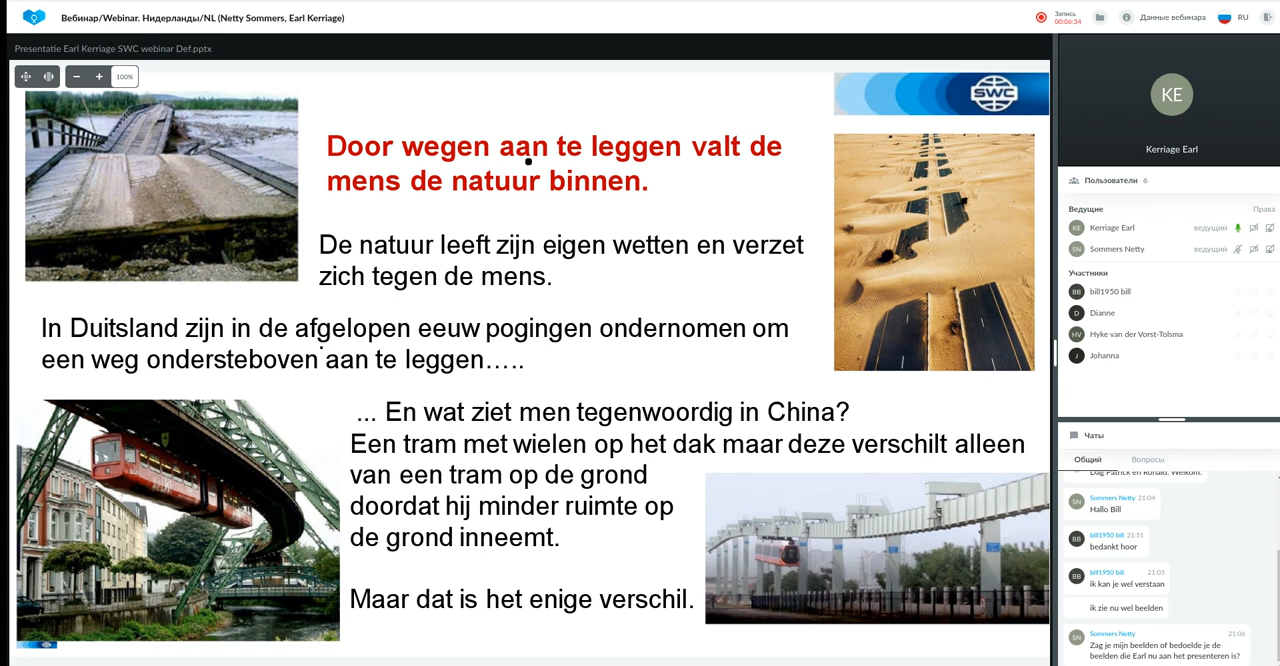 Вебинар/Webinar. Нидерланды/NL (Netty Sommers, Earl Kerriage)
Запись
00:06:34
Данные вебинара
RU
Presentatie Earl Kerriage SWC webinar Def.pptx
100%
SWC
Door wegen aan te leggen valt de
mens de natuur binnen.
De natuur leeft zijn eigen wetten en verzet
zich tegen de mens.
In Duitsland zijn in de afgelopen eeuw pogingen ondernomen om
een weg ondersteboven aan te leggen.....
... En wat ziet men tegenwoordig in China?
Een tram met wielen op het dak maar deze verschilt alleen
van een tram op de grond
doordat hij minder ruimte op
de grond inneemt.
Maar dat is het enige verschil.
KE
Kerriage Earl
Пользователи 6
Ведущие
Права
KE Kerriage Earl ведущий
SN Sommers Netty ведущий
Участники
BB bill1950 bill
D Dianne
HV Hyke van der Vorst-Tolsma
J Johanna
Чаты
Общий
Вопросы
Dag Patrick en Ronald. Welkom.
SN Sommers Netty 21:04
Hallo Bill
BB bill1950 bill 21:51
bedankt hoor
BB bill1950 bill 21:03
ik kan je wel verstaan
ik zie nu wel beelden
SN Sommers Netty 21:06
Zag je mijn beelden of bedoelde je de
beelden die Earl nu aan het presenteren is?